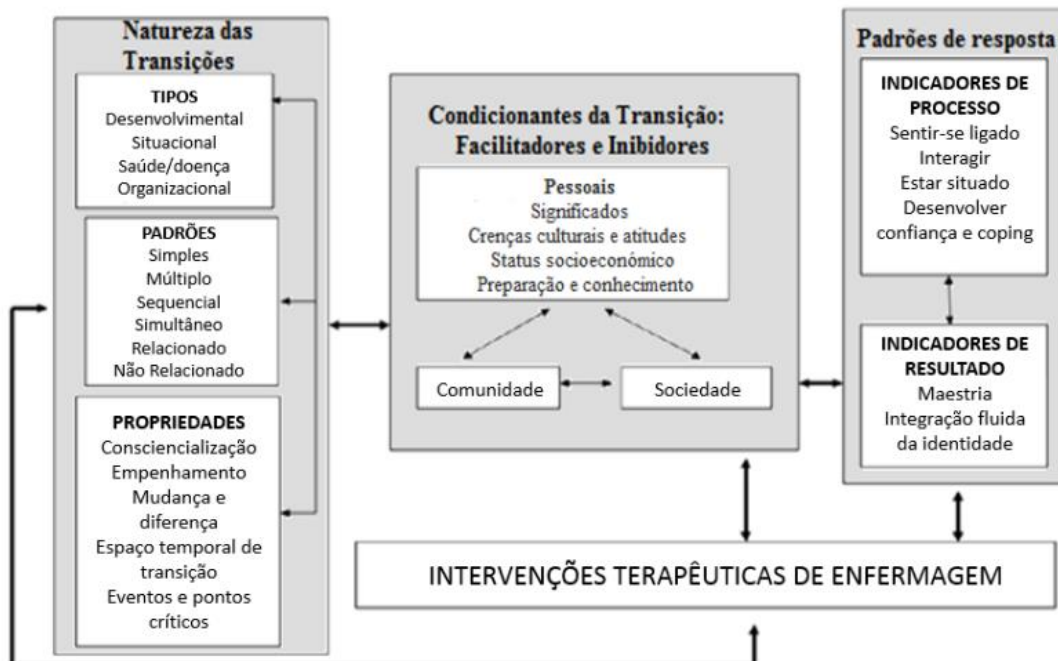 Natureza das
Transições
TIPOS
Desenvolvimental
Situacional
Saúde/doença
Organizacional
PADRÕES
Simples
Múltiplo
Sequencial
Simultâneo
Relacionado
Não Relacionado
PROPRIEDADES
Consciencialização
Empenhamento
Mudança e
diferença
Espaço temporal de
transição
Eventos e pontos
críticos
Condicionantes da Transição:
Facilitadores e Inibidores
Pessoais
Significados
Crenças culturais e atitudes
Status socioeconómico
Preparação e conhecimento
Comunidade
Sociedade
Padrões de resposta
INDICADORES DE
PROCESSO
Sentir-se ligado
Interagir
Estar situado
Desenvolver
confiança e coping
INDICADORES DE
RESULTADO
Maestria
Integração fluida
da identidade
INTERVENÇÕES TERAPÊUTICAS DE ENFERMAGEM